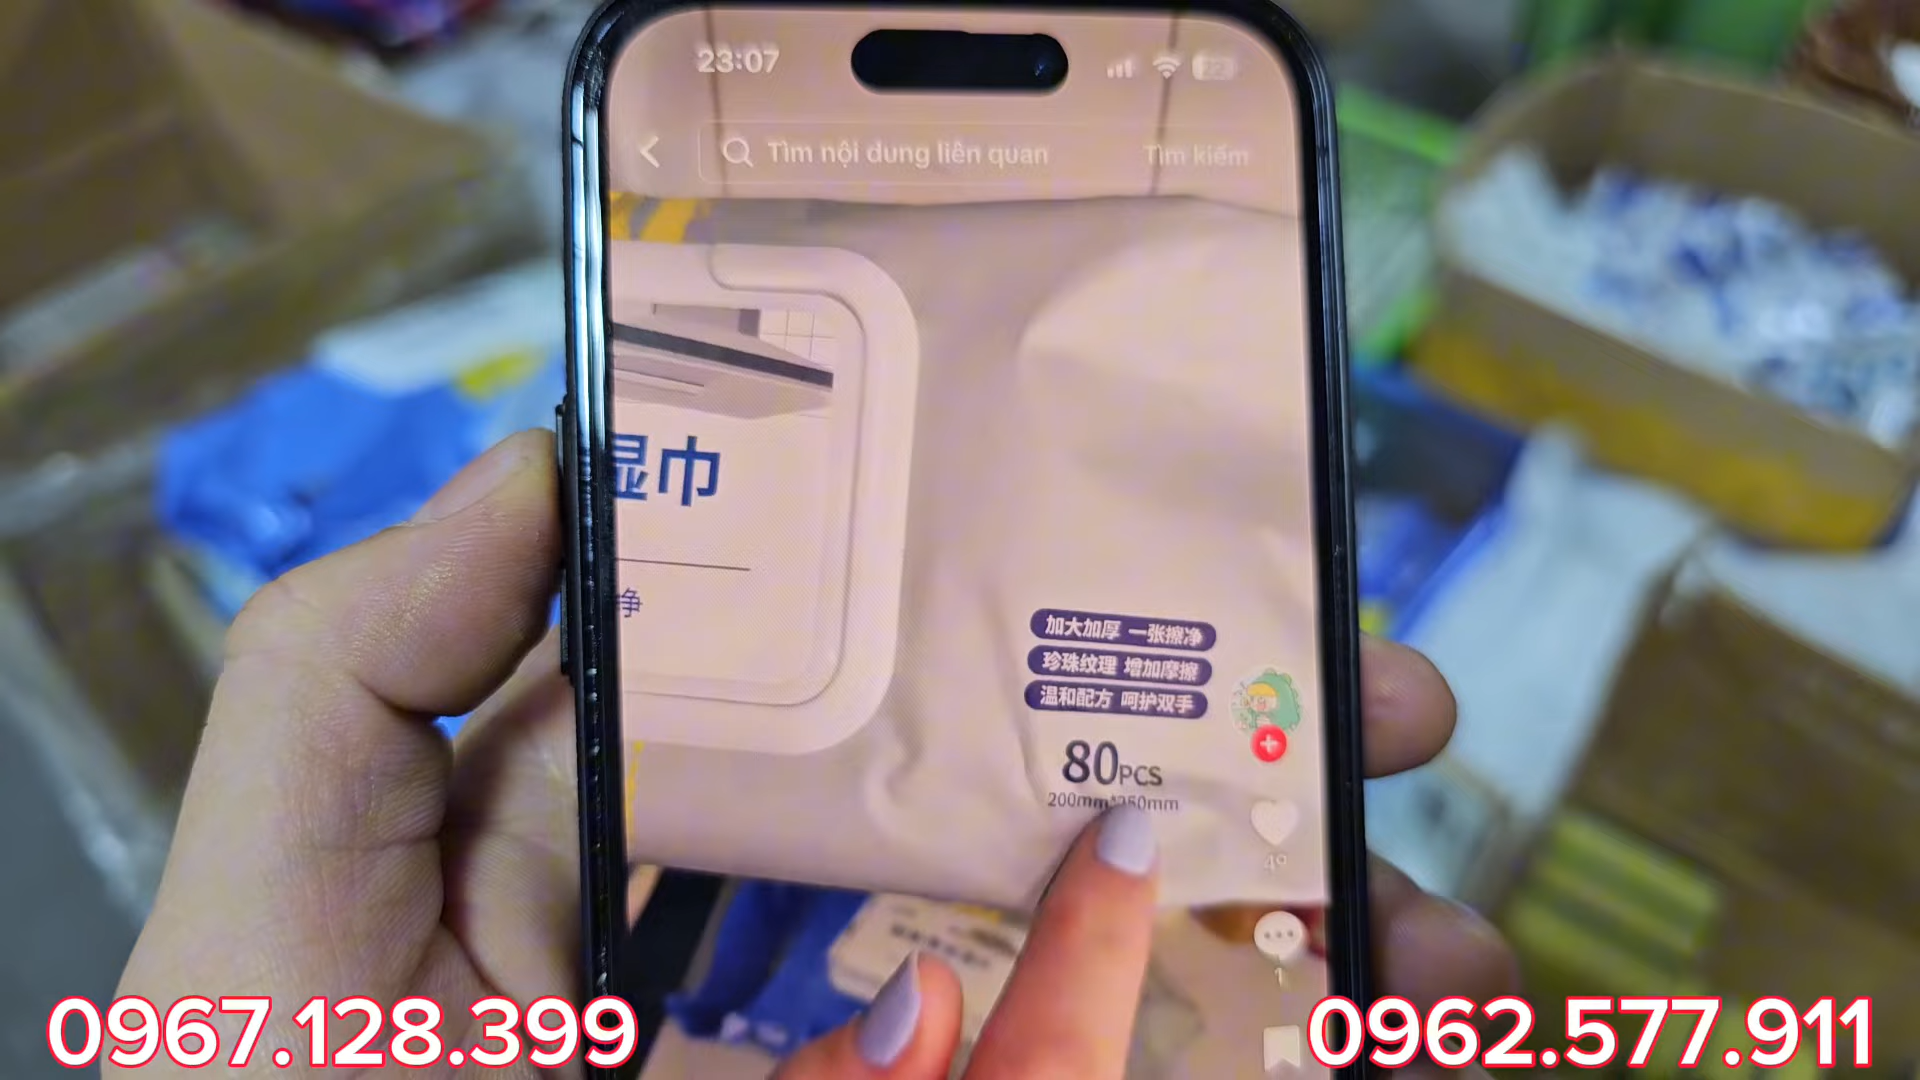 23:07
22
Tìm nội dung liên quan
Tìm kiếm
湿巾
净
加大加厚 一张擦净
珍珠纹理 增加摩擦
温和配方 呵护双手
80PCS
200mm*250mm
49
1
0967.128.399
0962.577.911